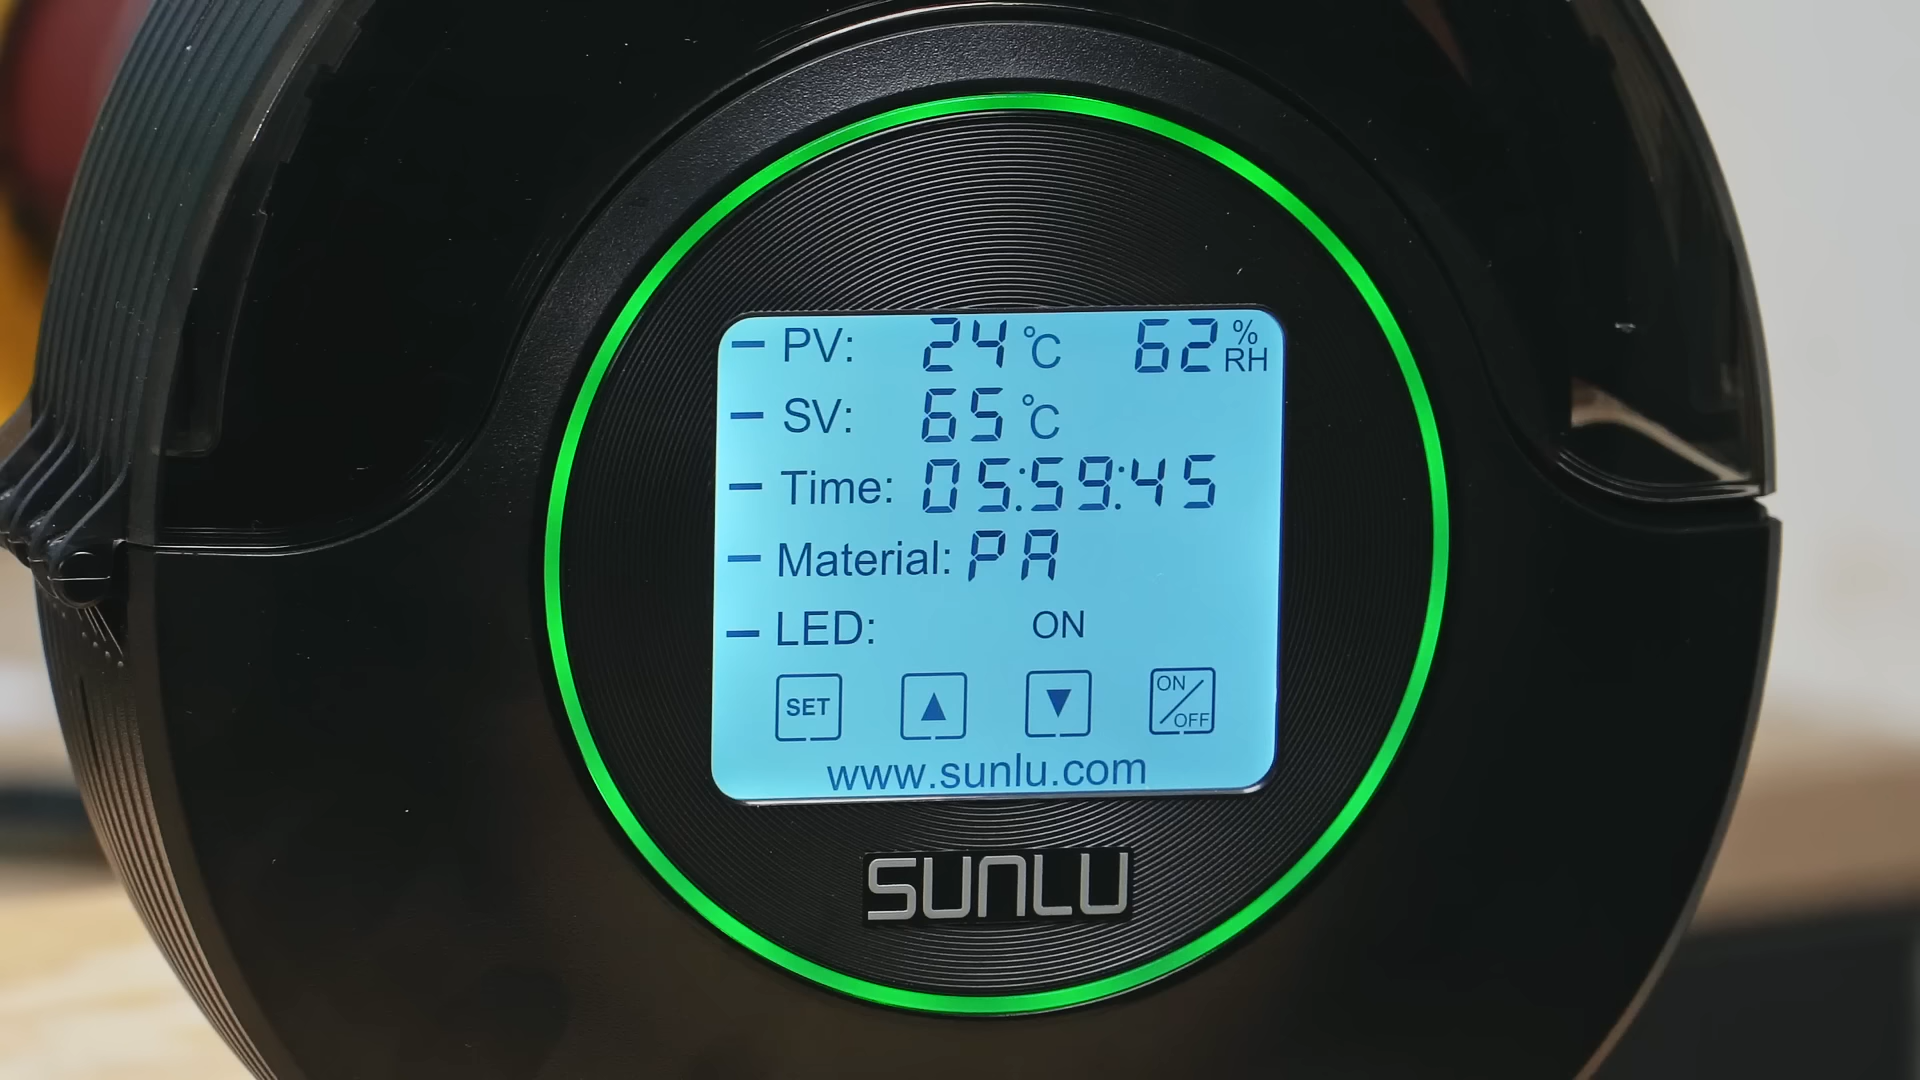 PV: 24 °C 62 % RH
SV: 65 °C
Time: 05:59:45
Material: PA
LED: ON
SET ▲ ▼ ON/OFF
www.sunlu.com
SUNLU